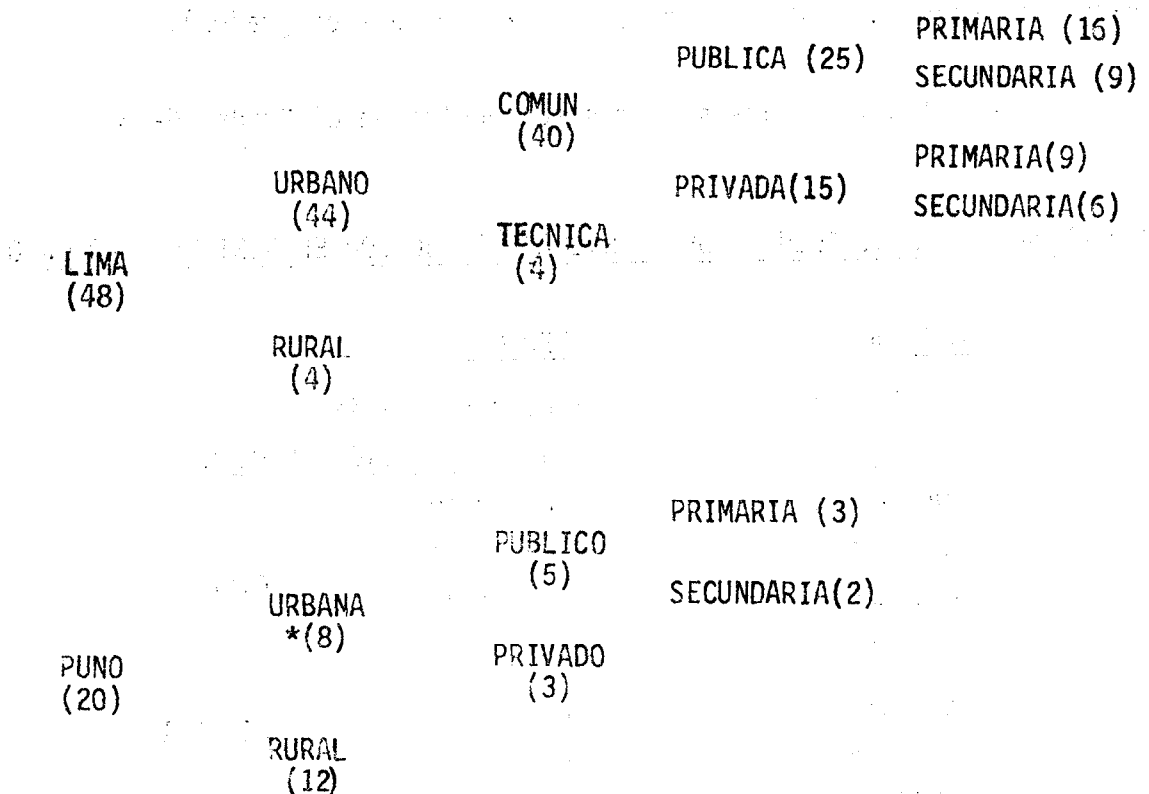 PRIMARIA (16)
PUBLICA (25)
SECUNDARIA (9)
COMUN
(40)
PRIMARIA(9)
URBANO
(44)
PRIVADA(15)
SECUNDARIA(6)
TECNICA
(4)
LIMA
(48)
RURAL
(4)
PRIMARIA (3)
PUBLICO
(5)
SECUNDARIA(2)
URBANA
*(8)
PRIVADO
(3)
PUNO
(20)
RURAL
(12)